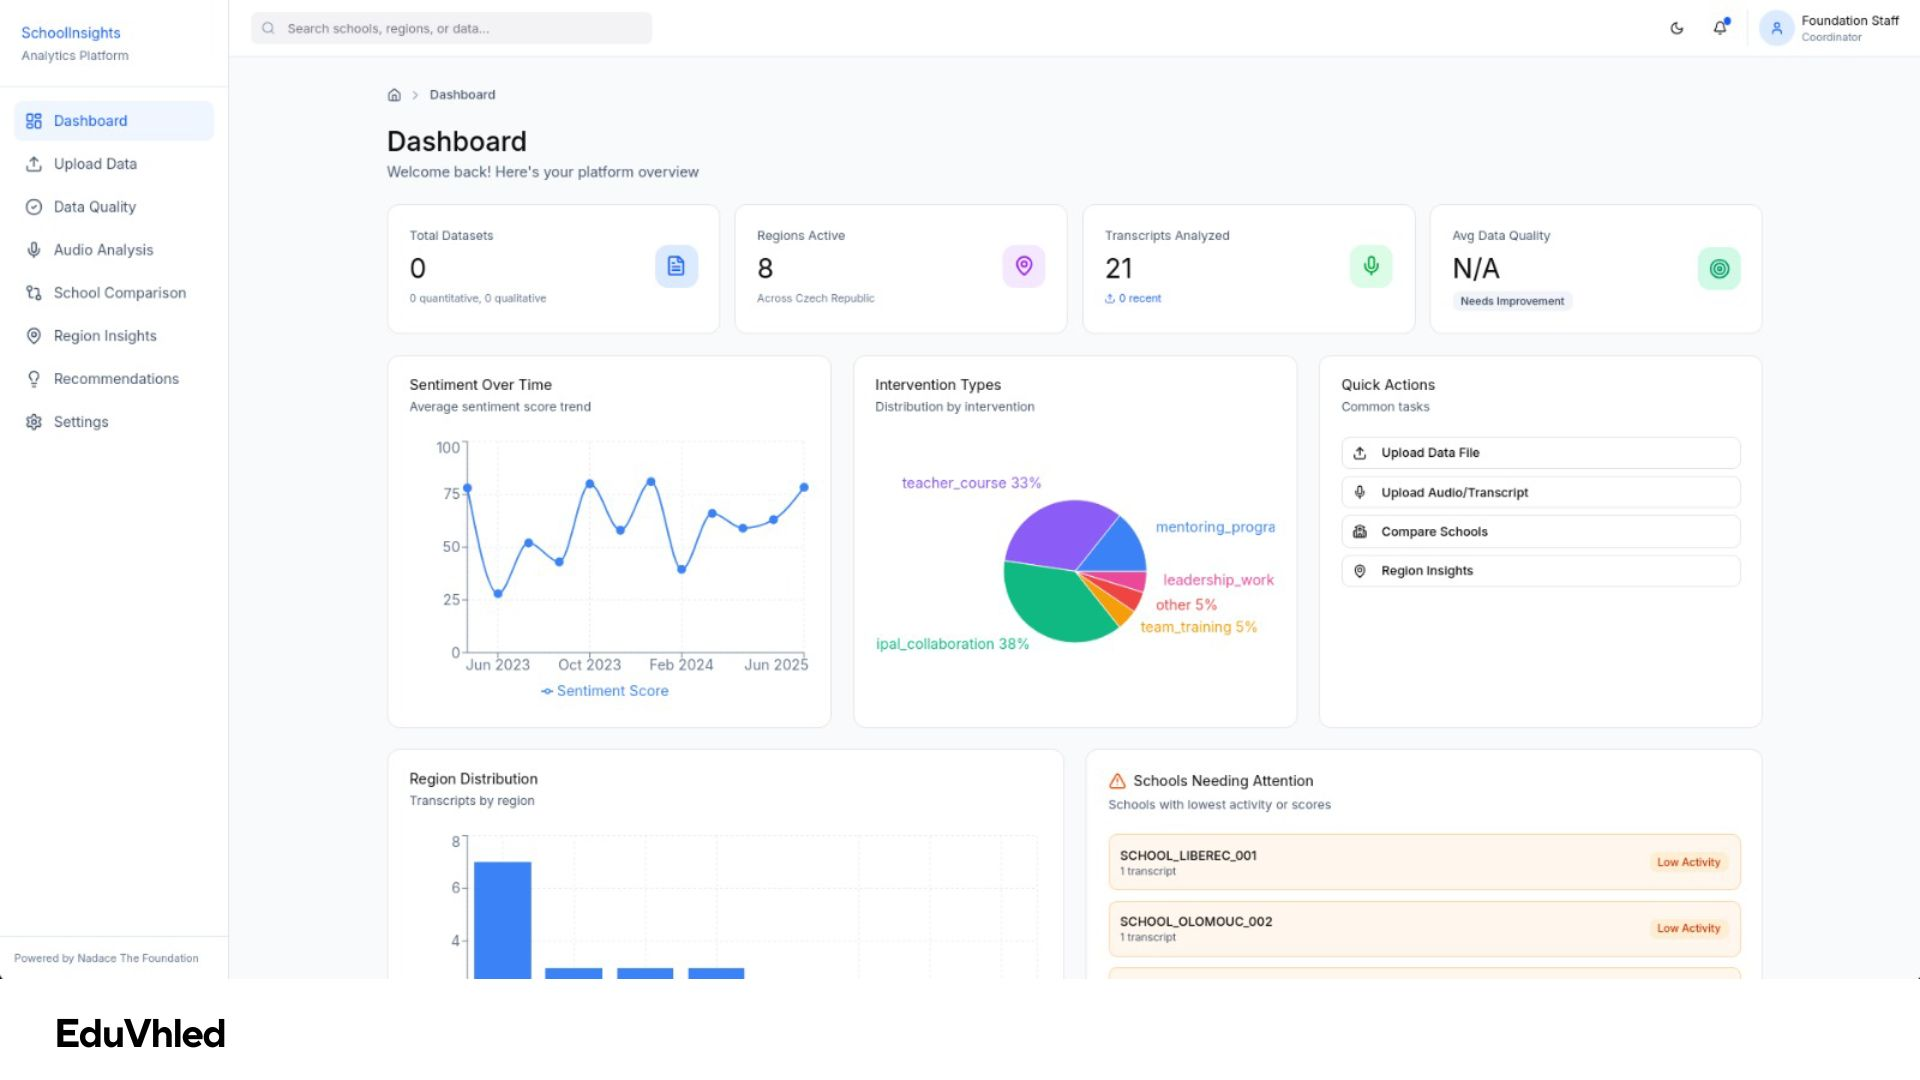 SchoolInsights
Analytics Platform
Search schools, regions, or data...
Foundation Staff
Coordinator
Dashboard
Upload Data
Data Quality
Audio Analysis
School Comparison
Region Insights
Recommendations
Settings
Powered by Nadace The Foundation
Dashboard
Dashboard
Welcome back! Here's your platform overview
Total Datasets
0
0 quantitative, 0 qualitative
Regions Active
8
Across Czech Republic
Transcripts Analyzed
21
0 recent
Avg Data Quality
N/A
Needs Improvement
Sentiment Over Time
Average sentiment score trend
100
75
50
25
0
Jun 2023 Oct 2023 Feb 2024 Jun 2025
Sentiment Score
Intervention Types
Distribution by intervention
teacher_course 33%
mentoring_progra
leadership_work
other 5%
team_training 5%
ipal_collaboration 38%
Quick Actions
Common tasks
Upload Data File
Upload Audio/Transcript
Compare Schools
Region Insights
Region Distribution
Transcripts by region
8
6
4
Schools Needing Attention
Schools with lowest activity or scores
SCHOOL_LIBEREC_001
1 transcript
Low Activity
SCHOOL_OLOMOUC_002
1 transcript
Low Activity
EduVhled